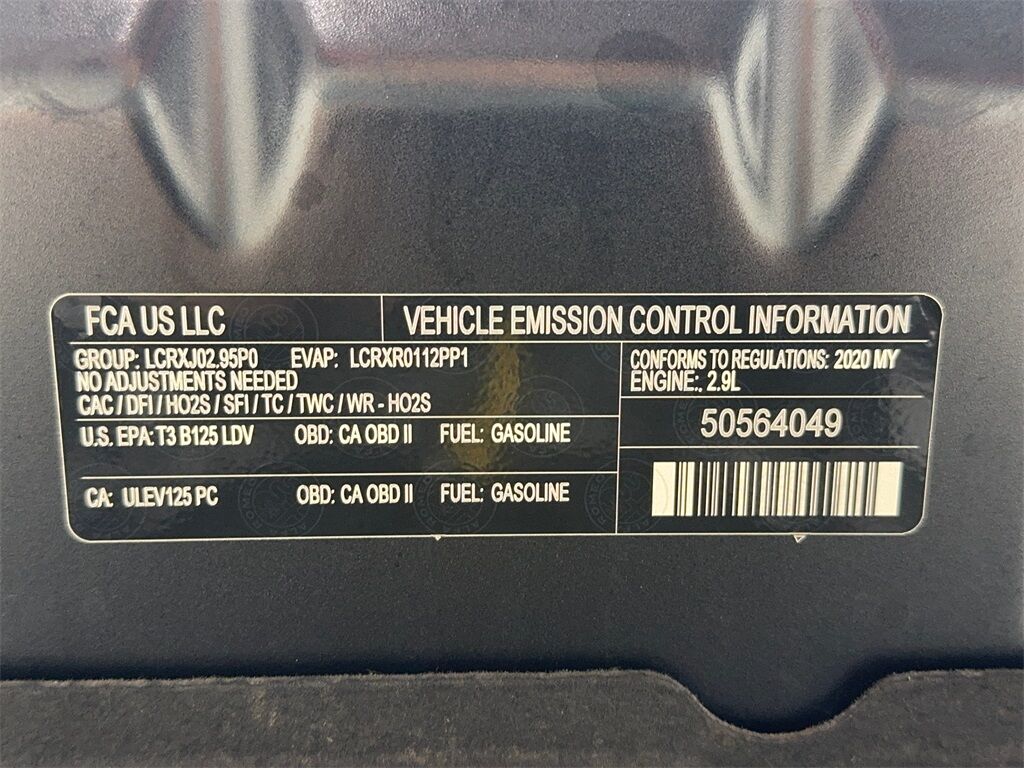 FCA US LLC
VEHICLE EMISSION CONTROL INFORMATION
GROUP: LCRXJ02.95P0 EVAP: LCRXR0112PP1
NO ADJUSTMENTS NEEDED
CAC / DFI / HO2S / SFI / TC / TWC / WR - HO2S
CONFORMS TO REGULATIONS: 2020 MY
ENGINE:, 2.9L
U.S. EPA: T3 B125 LDV OBD: CA OBD II FUEL: GASOLINE
50564049
CA: ULEV125 PC OBD: CA OBD II FUEL: GASOLINE